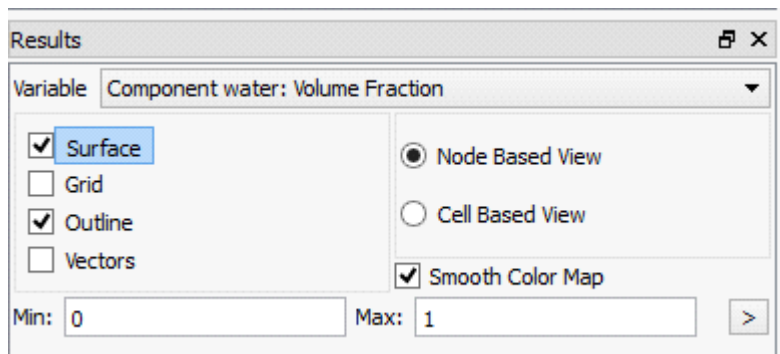 Results
Variable Component water: Volume Fraction
Surface
Grid
Outline
Vectors
Node Based View
Cell Based View
Smooth Color Map
Min: 0 Max: 1 >